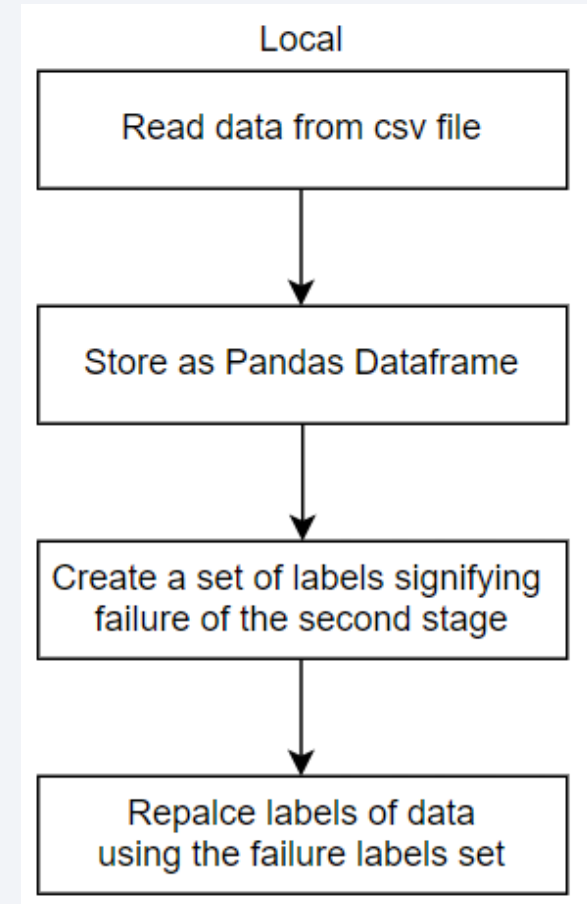 Local
Read data from csv file
Store as Pandas Dataframe
Create a set of labels signifying
failure of the second stage
Repalce labels of data
using the failure labels set